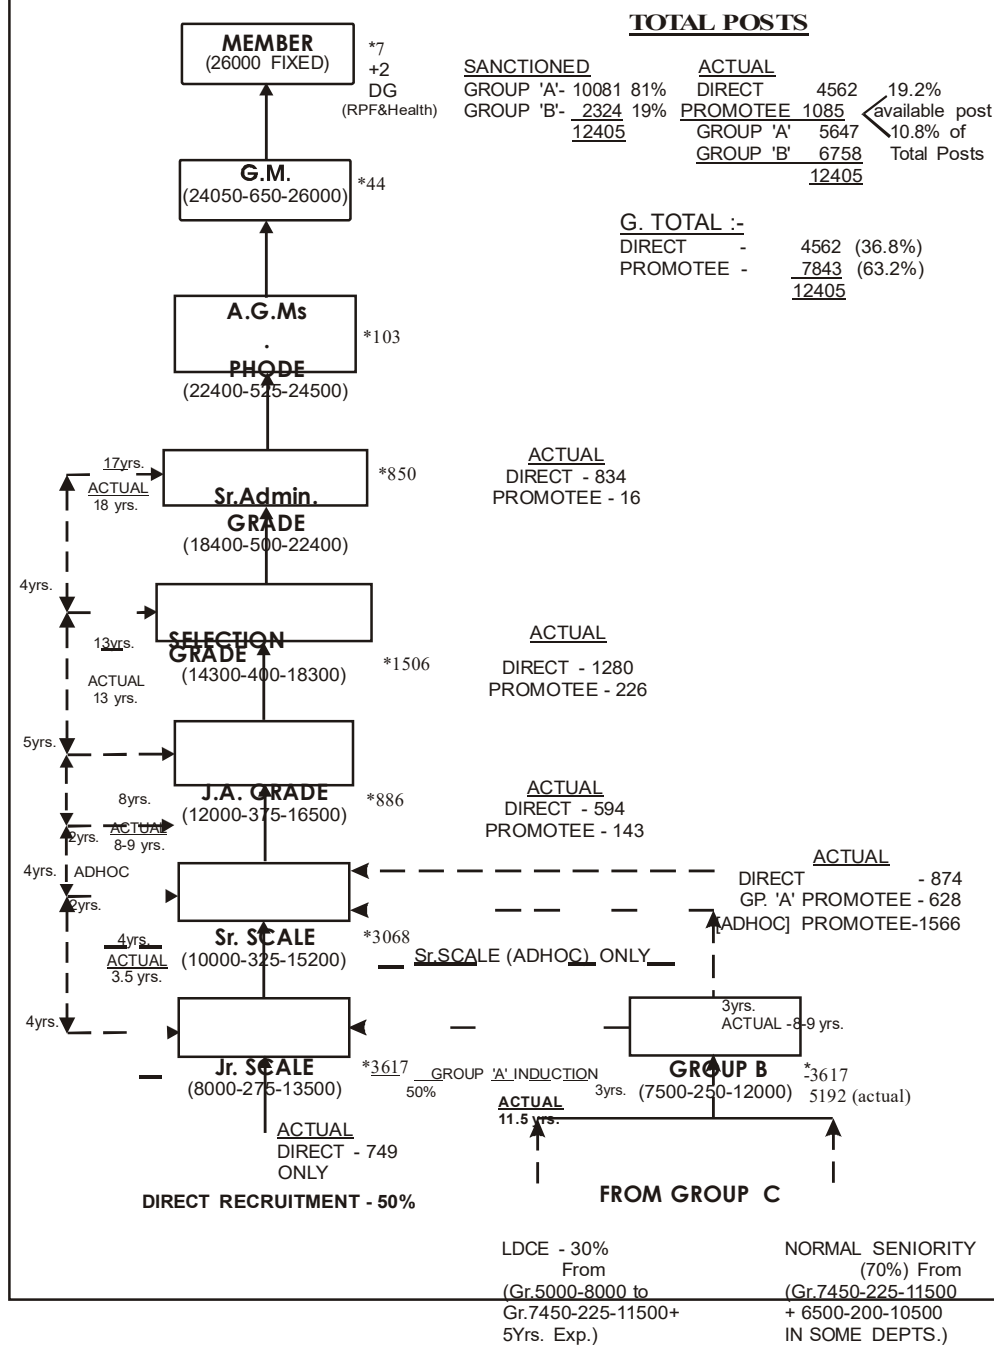 TOTAL POSTS
MEMBER
(26000 FIXED)
*7
+2
DG
(RPF&Health)
SANCTIONED
GROUP 'A'- 10081 81%
GROUP 'B'- 2324 19%
12405
ACTUAL
DIRECT 4562
PROMOTEE 1085
GROUP 'A' 5647
GROUP 'B' 6758
12405
19.2%
available post
10.8% of
Total Posts
G.M.
(24050-650-26000)
*44
G. TOTAL :-
DIRECT - 4562 (36.8%)
PROMOTEE - 7843 (63.2%)
12405
A.G.Ms
.
PHODE
(22400-525-24500)
*103
17yrs.
ACTUAL
18 yrs.
Sr.Admin.
GRADE
(18400-500-22400)
*850
ACTUAL
DIRECT - 834
PROMOTEE - 16
4yrs.
13yrs.
ACTUAL
13 yrs.
SELECTION
GRADE
(14300-400-18300)
*1506
ACTUAL
DIRECT - 1280
PROMOTEE - 226
5yrs.
8yrs.
ACTUAL
8-9 yrs.
J.A. GRADE
(12000-375-16500)
*886
ACTUAL
DIRECT - 594
PROMOTEE - 143
2yrs.
4yrs.
ADHOC
2yrs.
ACTUAL
DIRECT - 874
GP. 'A' PROMOTEE - 628
[ADHOC] PROMOTEE-1566
4yrs.
ACTUAL
3.5 yrs.
Sr. SCALE
(10000-325-15200)
*3068
Sr.SCALE (ADHOC) ONLY
4yrs.
3yrs.
ACTUAL -8-9 yrs.
Jr. SCALE
(8000-275-13500)
*3617
GROUP 'A' INDUCTION
50%
3yrs.
ACTUAL
11.5 yrs.
GROUP B
(7500-250-12000)
*
-3617
5192 (actual)
ACTUAL
DIRECT - 749
ONLY
DIRECT RECRUITMENT - 50%
FROM GROUP C
LDCE - 30%
From
(Gr.5000-8000 to
Gr.7450-225-11500+
5Yrs. Exp.)
NORMAL SENIORITY
(70%) From
(Gr.7450-225-11500
+ 6500-200-10500
IN SOME DEPTS.)